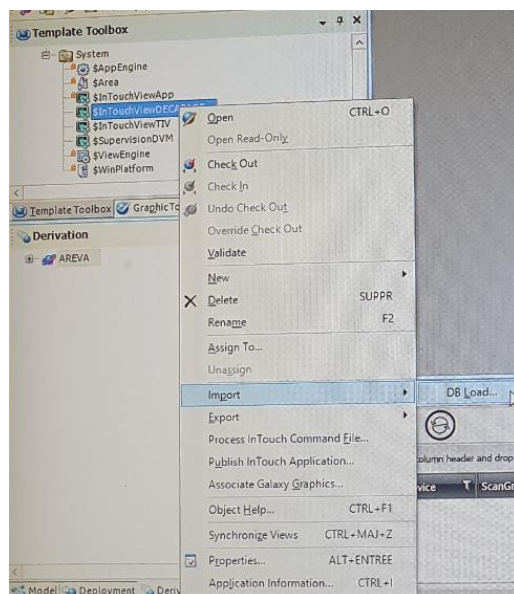 Template Toolbox
System
$AppEngine
$Area
$InTouchViewApp
$InTouchViewDECAPAGE
$InTouchViewTIV
$SupervisionDVM
$ViewEngine
$WinPlatform
Template Toolbox
Derivation
AREVA
Open CTRL+O
Open Read-Only
Check Out
Check In
Undo Check Out
Override Check Out
Validate
New
Delete SUPPR
Rename F2
Assign To...
Unassign
Import
DB Load...
Export
Process InTouch Command File...
Publish InTouch Application...
Associate Galaxy Graphics...
Object Help... CTRL+F1
Synchronize Views CTRL+MAJ+Z
Properties... ALT+ENTREE
Application Information... CTRL+I
column header and drop
vice ScanGr
Model Deployment Deriv